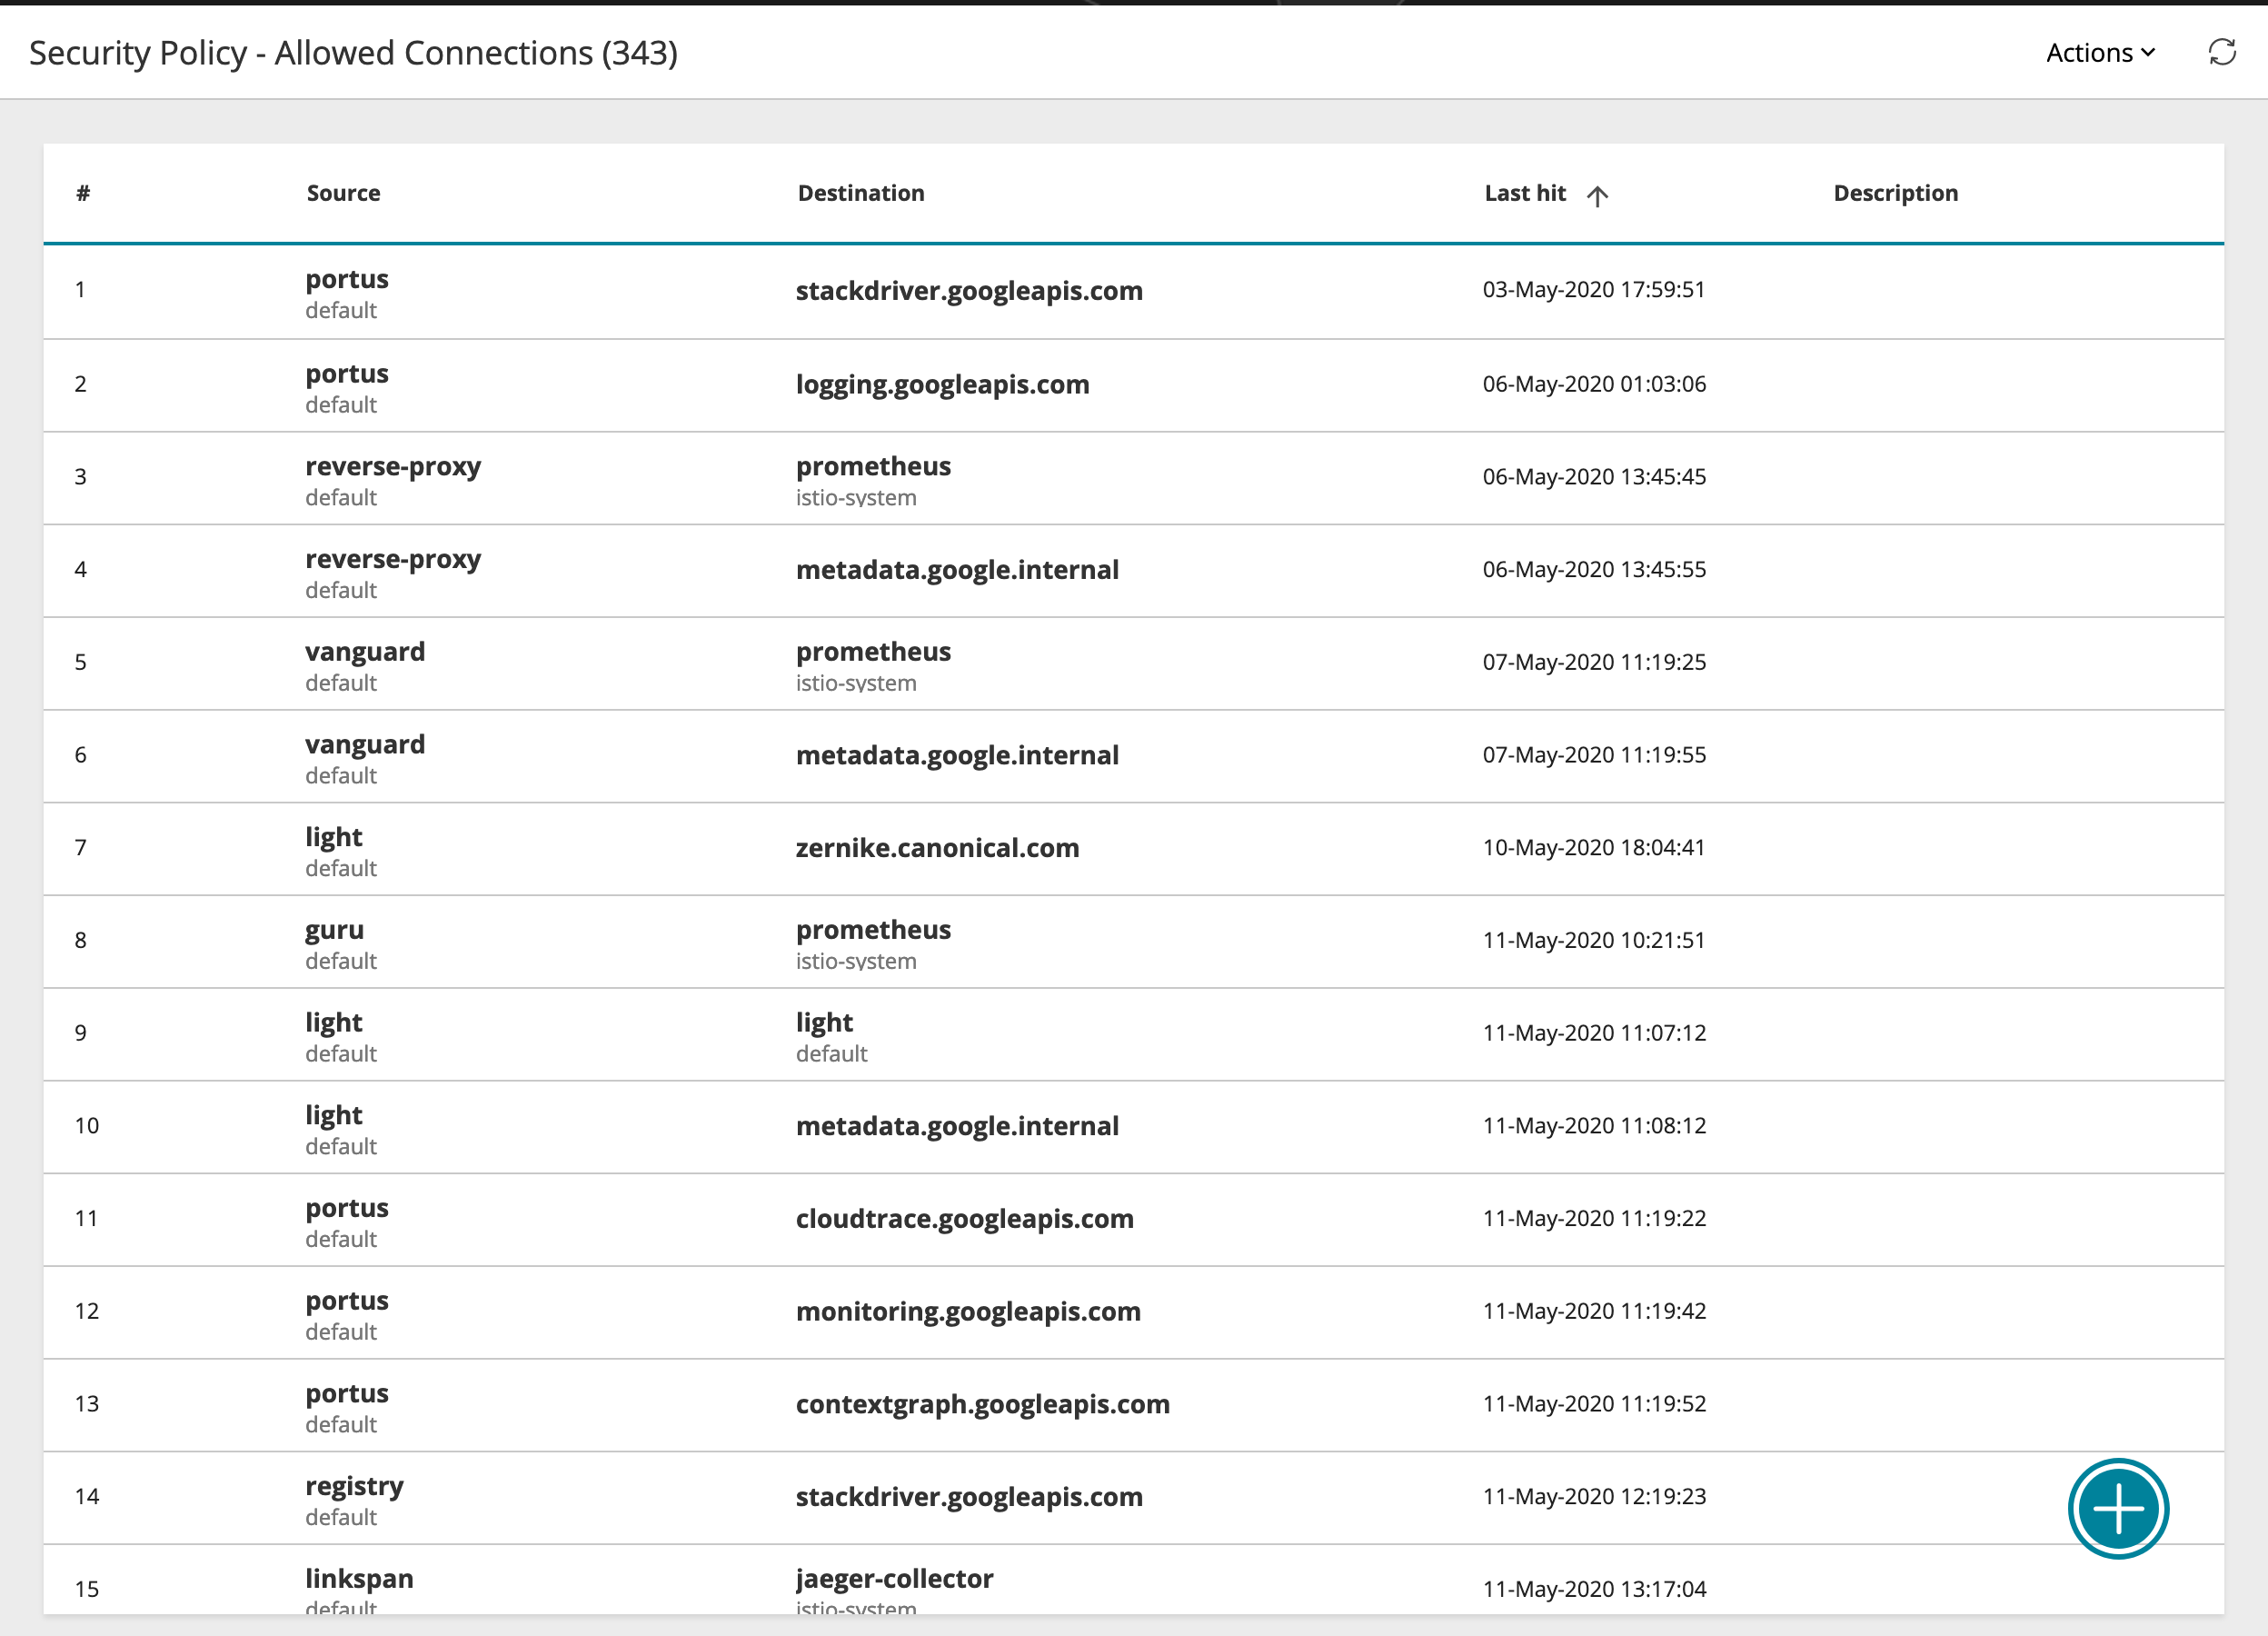 Security Policy - Allowed Connections (343) Actions
# Source Destination Last hit Description
1 portus stackdriver.googleapis.com 03-May-2020 17:59:51
default
2 portus logging.googleapis.com 06-May-2020 01:03:06
default
3 reverse-proxy prometheus 06-May-2020 13:45:45
default istio-system
4 reverse-proxy metadata.google.internal 06-May-2020 13:45:55
default
5 vanguard prometheus 07-May-2020 11:19:25
default istio-system
6 vanguard metadata.google.internal 07-May-2020 11:19:55
default
7 light zernike.canonical.com 10-May-2020 18:04:41
default
8 guru prometheus 11-May-2020 10:21:51
default istio-system
9 light light 11-May-2020 11:07:12
default default
10 light metadata.google.internal 11-May-2020 11:08:12
default
11 portus cloudtrace.googleapis.com 11-May-2020 11:19:22
default
12 portus monitoring.googleapis.com 11-May-2020 11:19:42
default
13 portus contextgraph.googleapis.com 11-May-2020 11:19:52
default
14 registry stackdriver.googleapis.com 11-May-2020 12:19:23
default
15 linkspan jaeger-collector 11-May-2020 13:17:04
default istio-system